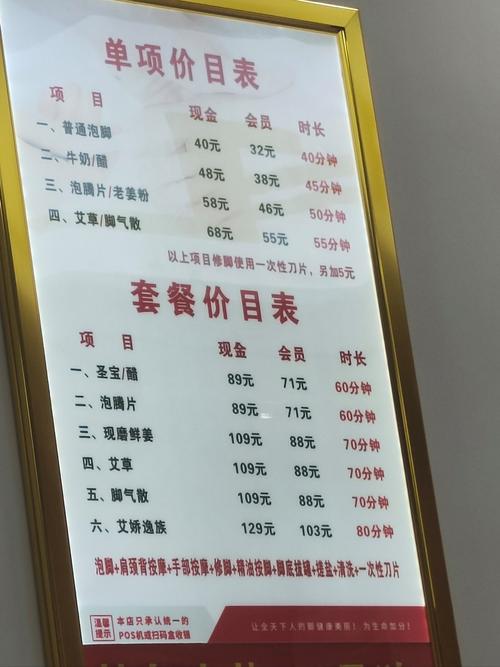 单项价目表
项 目 现金 会员 时长
一、普通泡脚 40元 32元 40分钟
二、牛奶/醋 48元 38元 45分钟
三、泡腾片/老姜粉 58元 46元 50分钟
四、艾草/脚气散 68元 55元 55分钟
以上项目修脚使用一次性刀片，另加5元
套餐价目表
项 目 现金 会员 时长
一、圣宝/醋 89元 71元 60分钟
二、泡腾片 89元 71元 60分钟
三、现磨鲜姜 109元 88元 70分钟
四、艾草 109元 88元 70分钟
五、脚气散 109元 88元 70分钟
六、艾娇逸族 129元 103元 80分钟
泡脚+肩颈背按摩+手部按摩+修脚+精油按脚+脚底拔罐+搓盐+清洗+一次性刀片
温馨提示
本店只承认统一的
POS机或扫码盒收银
让全天下人的脚健康美丽！为生命加分！